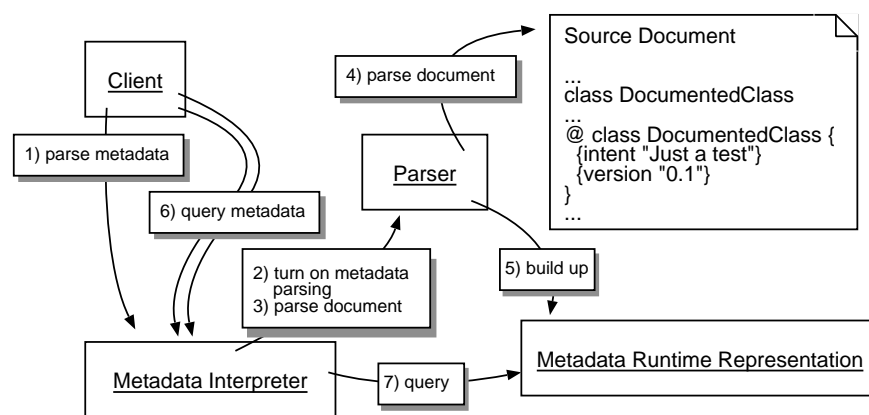 Client
1) parse metadata
6) query metadata
2) turn on metadata
parsing
3) parse document
Metadata Interpreter
4) parse document
Parser
5) build up
7) query
Metadata Runtime Representation
Source Document
...
class DocumentedClass
...
@ class DocumentedClass {
{intent "Just a test"}
{version "0.1"}
}
...